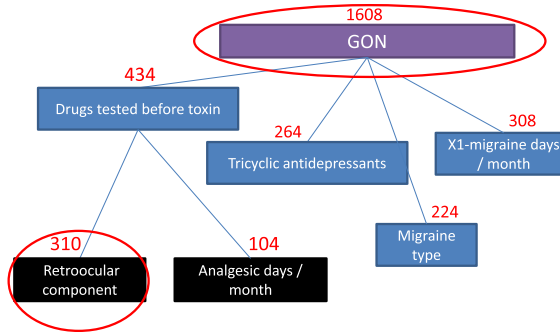 1608
GON
434
Drugs tested before toxin
264
Tricyclic antidepressants
308
X1-migraine days
/ month
224
Migraine
type
310
Retroocular
component
104
Analgesic days /
month